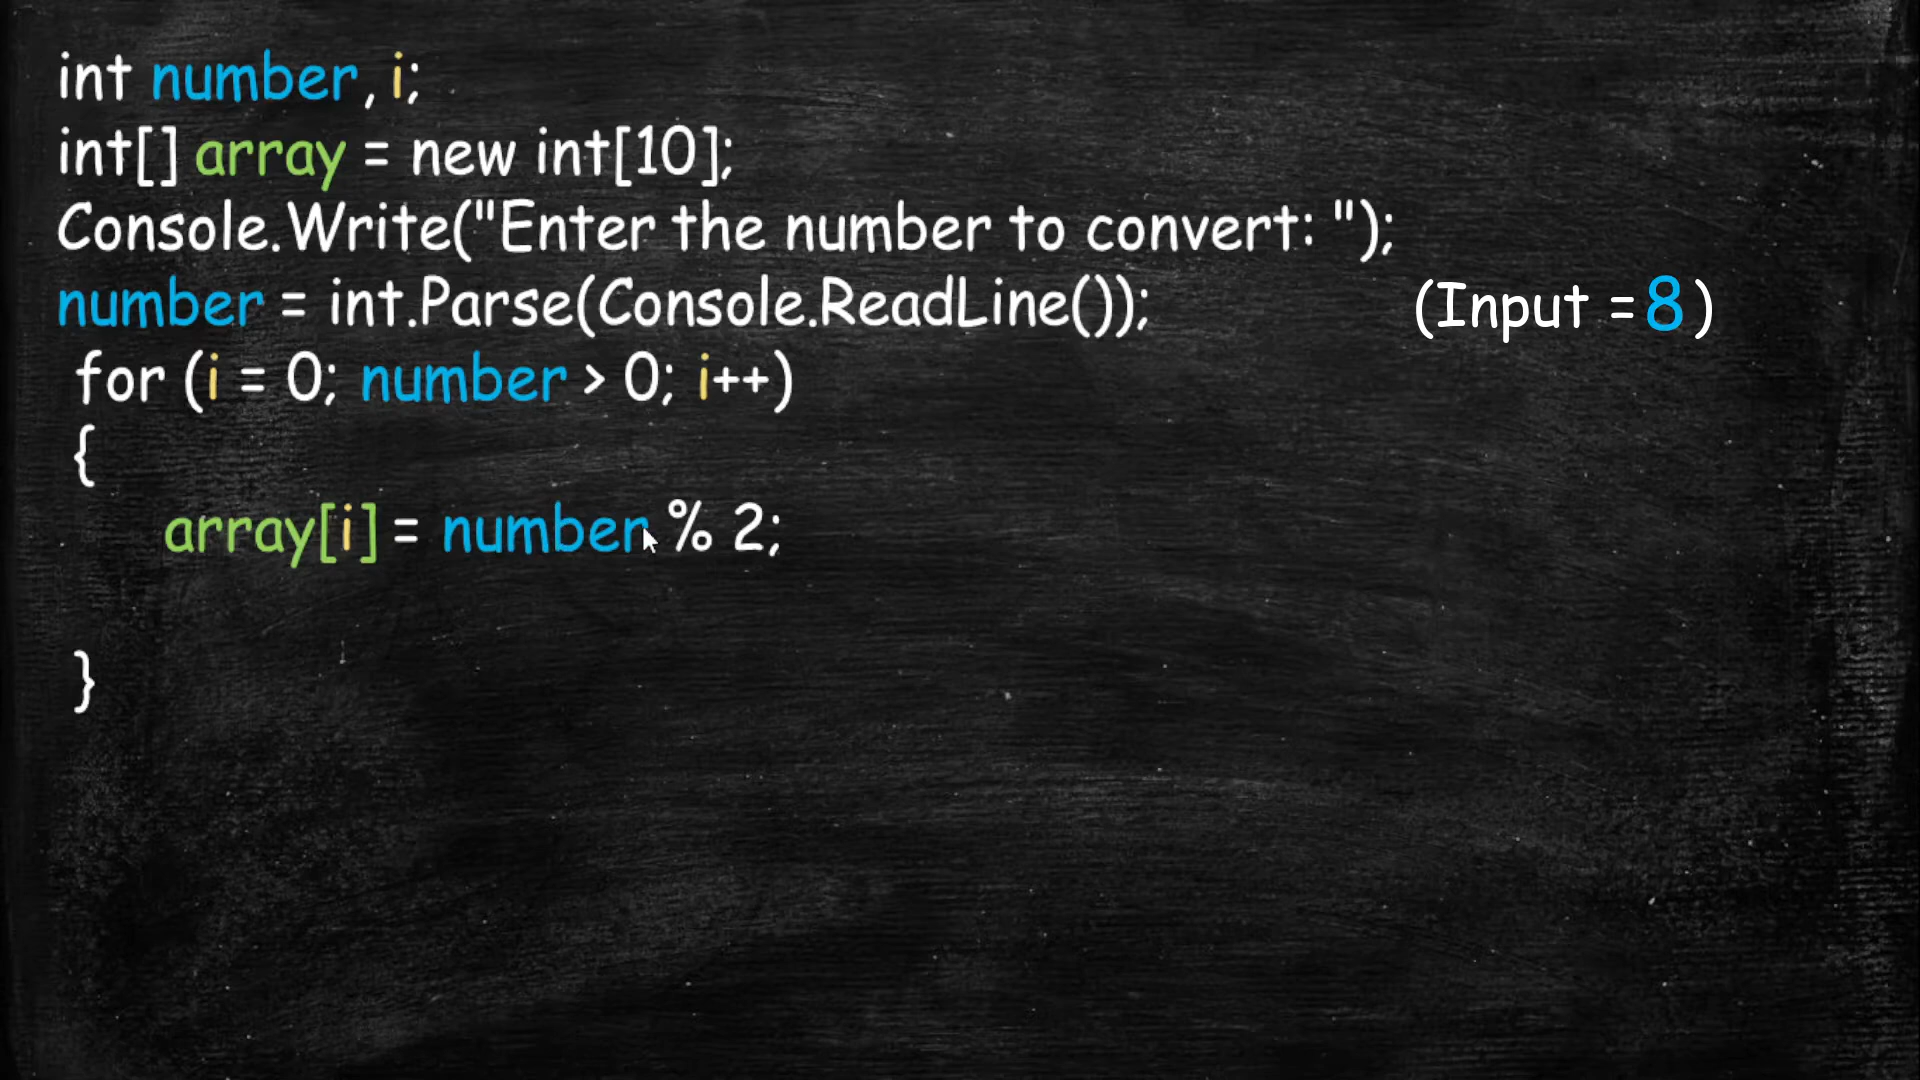 int number, i;
int[] array = new int[10];
Console.Write("Enter the number to convert: ");
number = int.Parse(Console.ReadLine()); (Input = 8)
for (i = 0; number > 0; i++)
{
array[i] = number % 2;
}